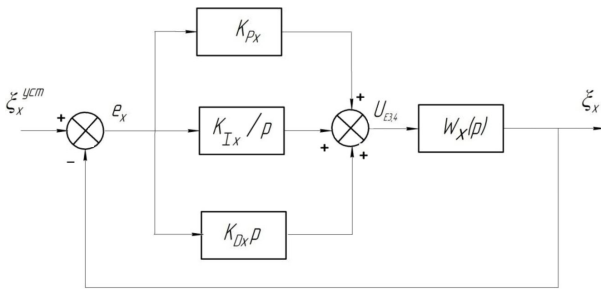 K_Px
ξ_x^уст
+
e_x
+
U_E3,4
ξ_x
K_Ix /p
W_x(p)
−
+
+
K_Dx p